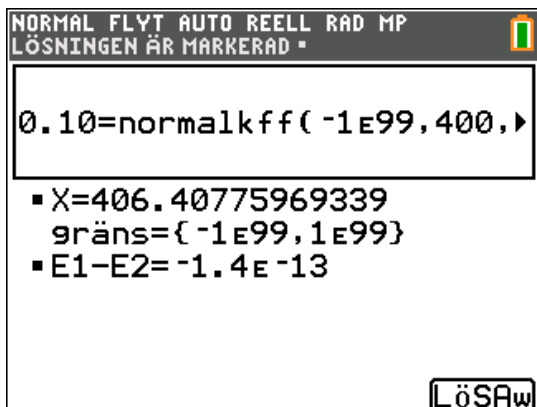 NORMAL FLYT AUTO REELL RAD MP
LÖSNINGEN ÄR MARKERAD ▪
0.10=normalkff(⁻1ᴇ99,400,▶
▪X=406.40775969339
gräns={⁻1ᴇ99,1ᴇ99}
▪E1-E2=⁻1.4ᴇ⁻13
LöSAw